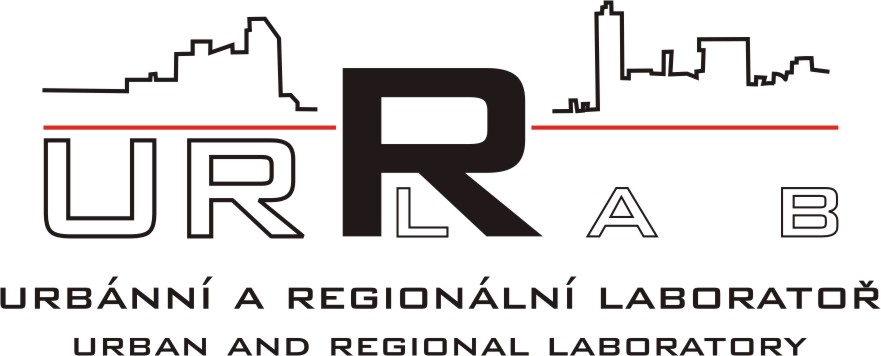 URRLAB
URBÁNNÍ A REGIONÁLNÍ LABORATOŘ
URBAN AND REGIONAL LABORATORY